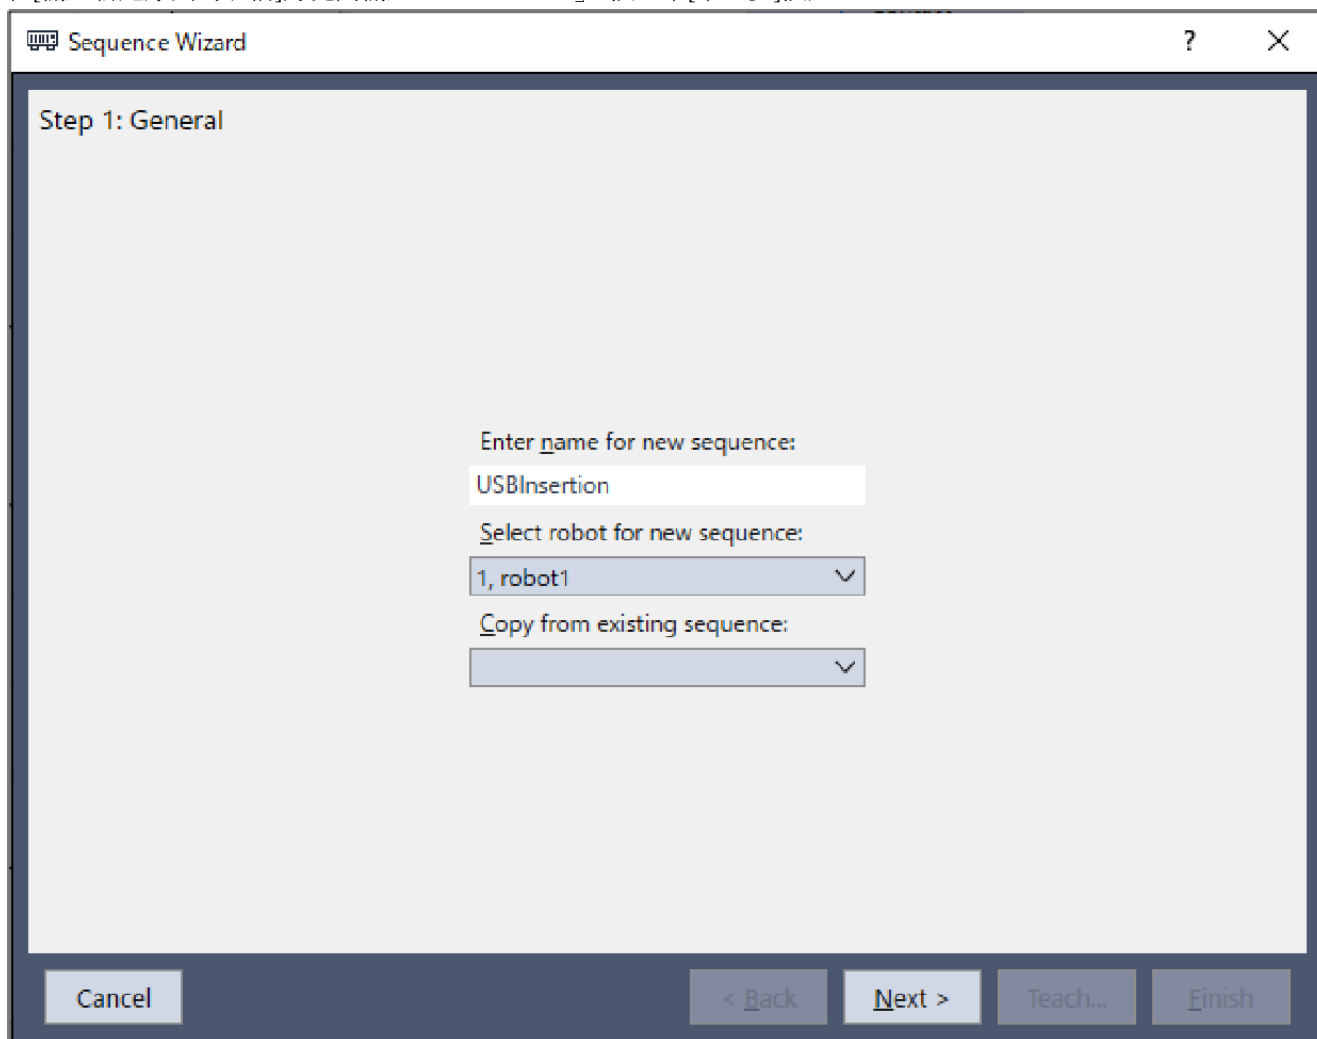 Sequence Wizard
?
Step 1: General
Enter name for new sequence:
USBInsertion
Select robot for new sequence:
1, robot1
Copy from existing sequence:
Cancel
< Back
Next >
Teach...
Finish